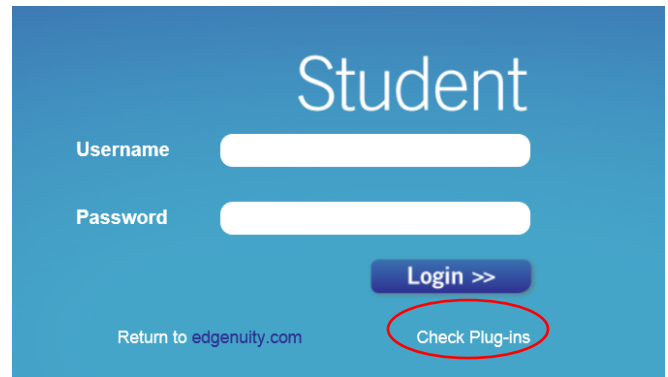 Student
Username
Password
Login >>
Return to edgenuity.com
Check Plug-ins